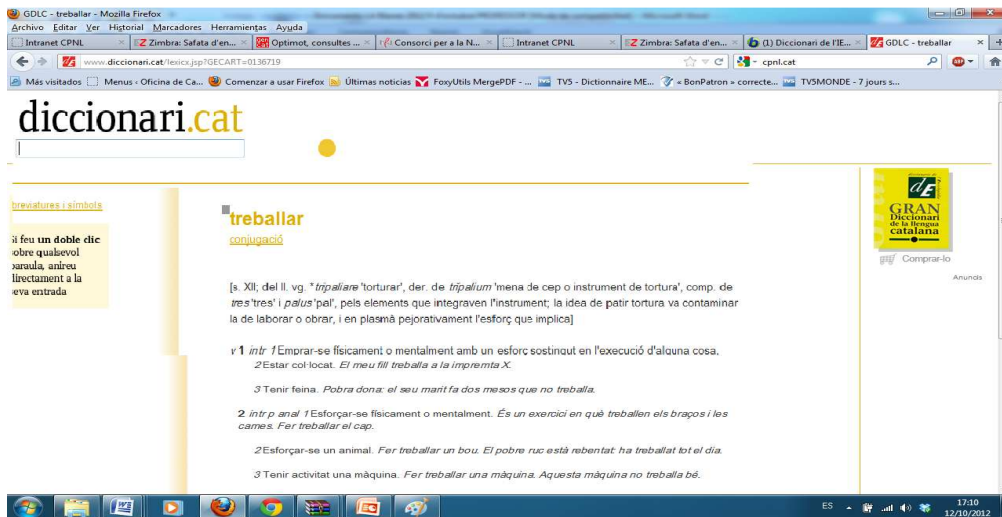 GDLC - treballar - Mozilla Firefox
Archivo Editar Ver Historial Marcadores Herramientas Ayuda
Intranet CPNL
Zimbra: Safata d'en...
Optimot, consultes ...
Consorci per a la N...
Intranet CPNL
Zimbra: Safata d'en...
(1) Diccionari de l'IE...
GDLC - treballar
www.diccionari.cat/lexicx.jsp?GECART=0136719
cpnl.cat
Más visitados Menus ‹ Oficina de Ca... Comenzar a usar Firefox Últimas noticias FoxyUtils MergePDF - ... TV5 - Dictionnaire ME... « BonPatron » correcte... TV5MONDE - 7 jours s...
diccionari.cat
breviatures i símbols
Si feu un doble clic
sobre qualsevol
paraula, anireu
directament a la
seva entrada
treballar
conjugació
[s. XII; del ll. vg. *tripaliare 'torturar', der. de tripalium 'mena de cep o instrument de tortura', comp. de
tres 'tres' i palus 'pal', pels elements que integraven l'instrument; la idea de patir tortura va contaminar
la de laborar o obrar, i en plasmà pejorativament l'esforç que implica]
v 1 intr 1 Emprar-se físicament o mentalment amb un esforç sostingut en l'execució d'alguna cosa.
2 Estar col·locat. El meu fill treballa a la impremta X.
3 Tenir feina. Pobra dona: el seu marit fa dos mesos que no treballa.
2 intr p anal 1 Esforçar-se físicament o mentalment. És un exercici en què treballen els braços i les
cames. Fer treballar el cap.
2 Esforçar-se un animal. Fer treballar un bou. El pobre ruc està rebentat: ha treballat tot el dia.
3 Tenir activitat una màquina. Fer treballar una màquina. Aquesta màquina no treballa bé.
dE
GRAN
Diccionari
de la llengua
catalana
Comprar-lo
Anuncis
ES
17:10
12/10/2012